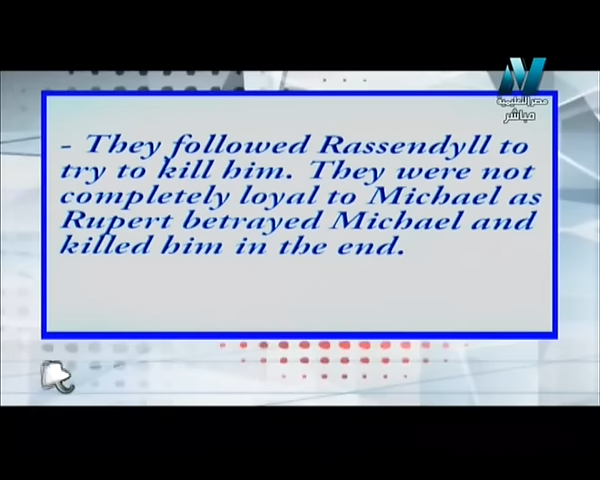 مصر التعليمية
مباشر
- They followed Rassendyll to
try to kill him. They were not
completely loyal to Michael as
Rupert betrayed Michael and
killed him in the end.